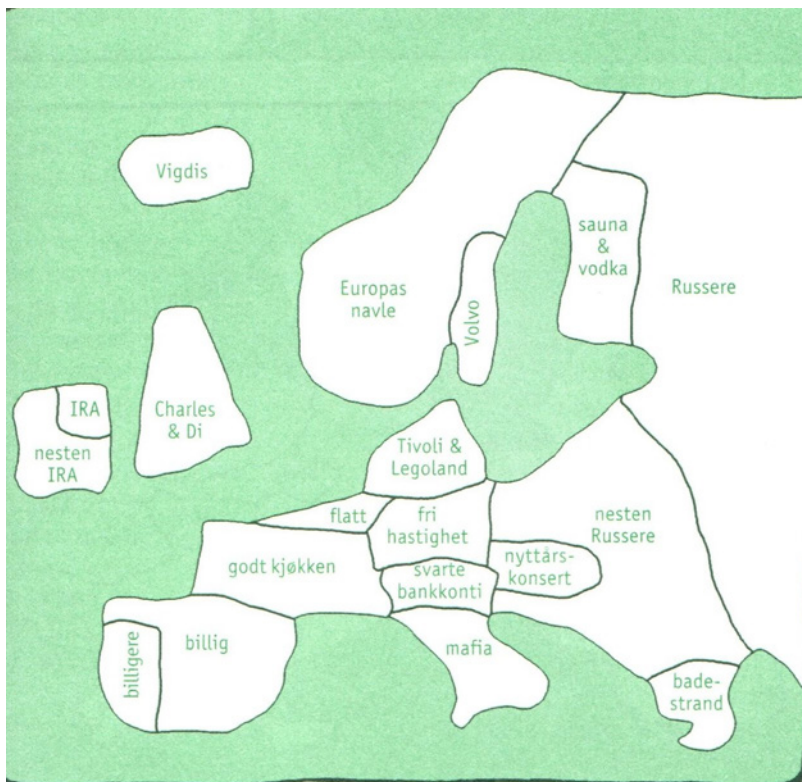 Vigdis
sauna
&
vodka
Europas
navle
Volvo
Russere
IRA
nesten
IRA
Charles
& Di
Tivoli &
Legoland
flatt
fri
hastighet
nesten
Russere
godt kjøkken
svarte
bankkonti
nyttårs-
konsert
billigere
billig
mafia
bade-
strand